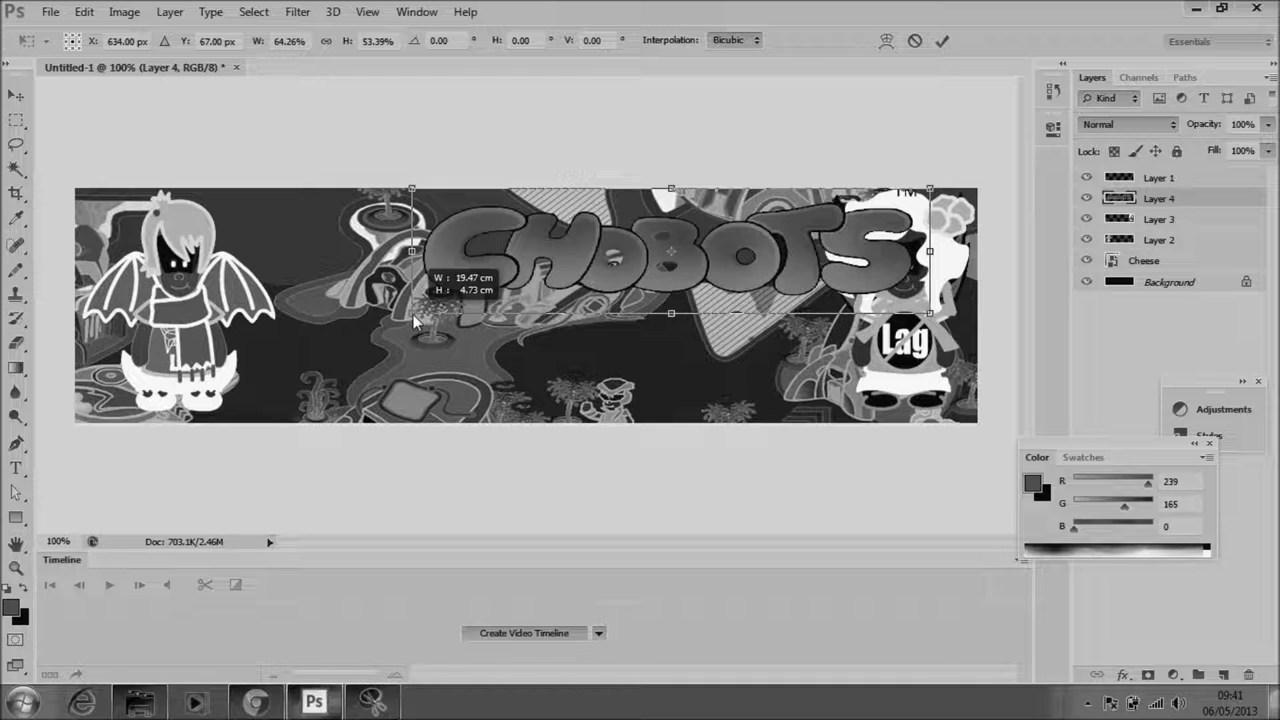 Ps File Edit Image Layer Type Select Filter 3D View Window Help
X: 634.00 px Y: 67.00 px W: 64.26% H: 53.39% 0.00 ° H: 0.00 ° V: 0.00 ° Interpolation: Bicubic Essentials
Untitled-1 @ 100% (Layer 4, RGB/8) * ×
Layers Channels Paths
Kind
Normal Opacity: 100%
Lock: Fill: 100%
Layer 1
Layer 4
Layer 3
Layer 2
Cheese
Background
TM
CHOBOTS
W: 19.47 cm
H: 4.73 cm
Lag
Adjustments
Styles
Color Swatches
R 239
G 165
B 0
100% Doc: 703.1K/2.46M
Timeline
Create Video Timeline
Ps
09:41
06/05/2013